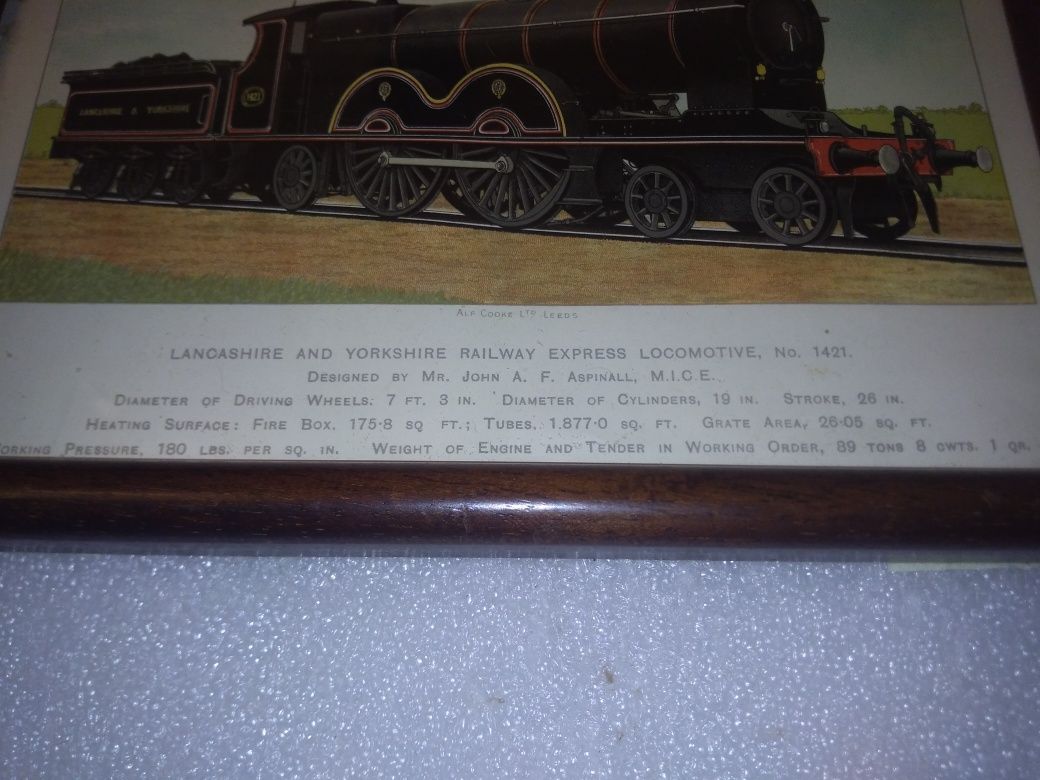 LANCASHIRE & YORKSHIRE
1421
ALF COOKE LTD LEEDS
LANCASHIRE AND YORKSHIRE RAILWAY EXPRESS LOCOMOTIVE, No. 1421.
DESIGNED BY MR. JOHN A. F. ASPINALL, M.I.C.E.
DIAMETER OF DRIVING WHEELS. 7 FT. 3 IN. DIAMETER OF CYLINDERS, 19 IN. STROKE, 26 IN.
HEATING SURFACE: FIRE BOX. 175·8 SQ FT.; TUBES. 1.877·0 SQ. FT. GRATE AREA, 26·05 SQ. FT.
ORKING PRESSURE, 180 LBS. PER SQ. IN. WEIGHT OF ENGINE AND TENDER IN WORKING ORDER, 89 TONS 8 CWTS. 1 QR.